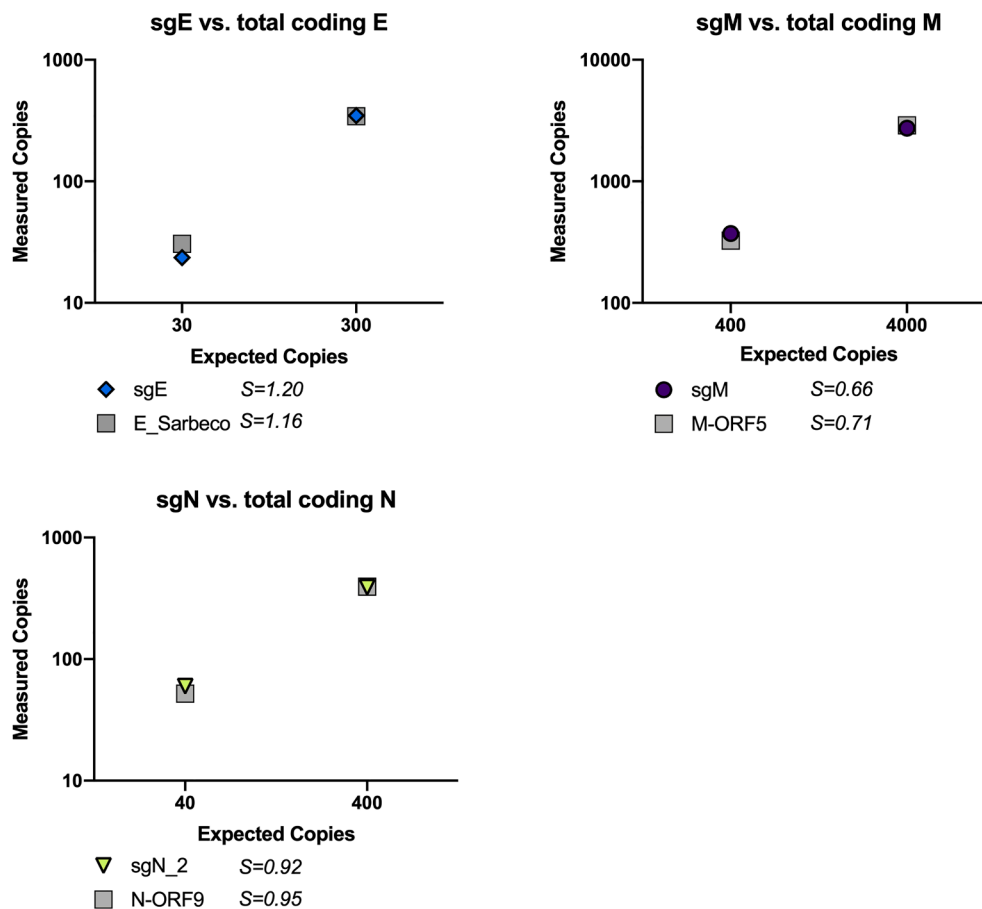 sgE vs. total coding E
1000
100
10
Measured Copies
30 300
Expected Copies
sgE S=1.20
E_Sarbeco S=1.16
sgM vs. total coding M
10000
1000
100
Measured Copies
400 4000
Expected Copies
sgM S=0.66
M-ORF5 S=0.71
sgN vs. total coding N
1000
100
10
Measured Copies
40 400
Expected Copies
sgN_2 S=0.92
N-ORF9 S=0.95